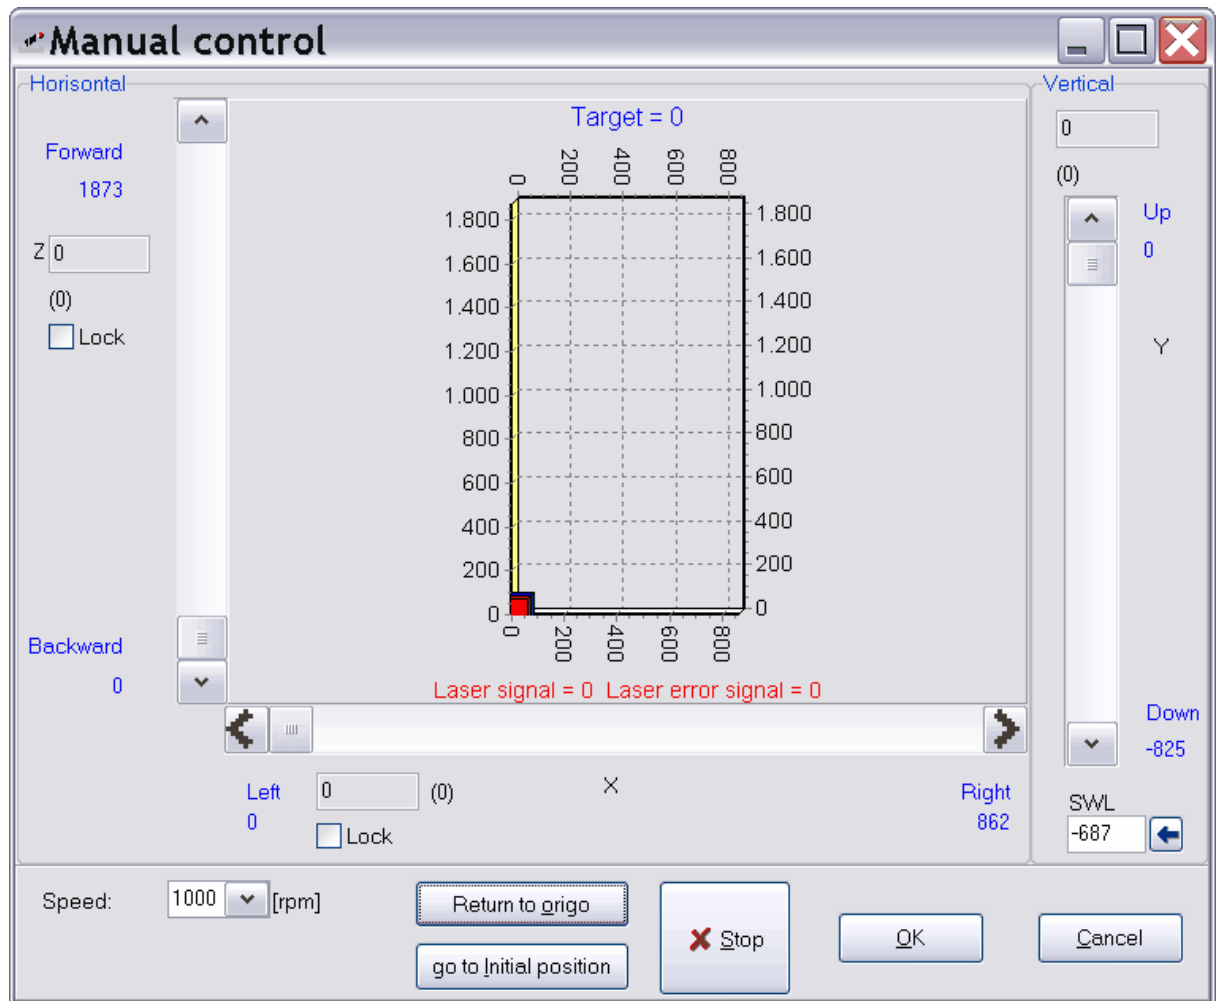 Manual control
Horisontal
Vertical
Forward
1873
Z 0
(0)
Lock
Backward
0
Target = 0
0 200 400 600 800
1.800 1.800
1.600 1.600
1.400 1.400
1.200 1.200
1.000 1.000
800 800
600 600
400 400
200 200
0 0
0 200 400 600 800
Laser signal = 0 Laser error signal = 0
Left
0
0 (0)
Lock
X
Right
862
0
(0)
Up
0
Y
Down
-825
SWL
-687
Speed: 1000 [rpm]
Return to origo
go to Initial position
Stop
OK
Cancel